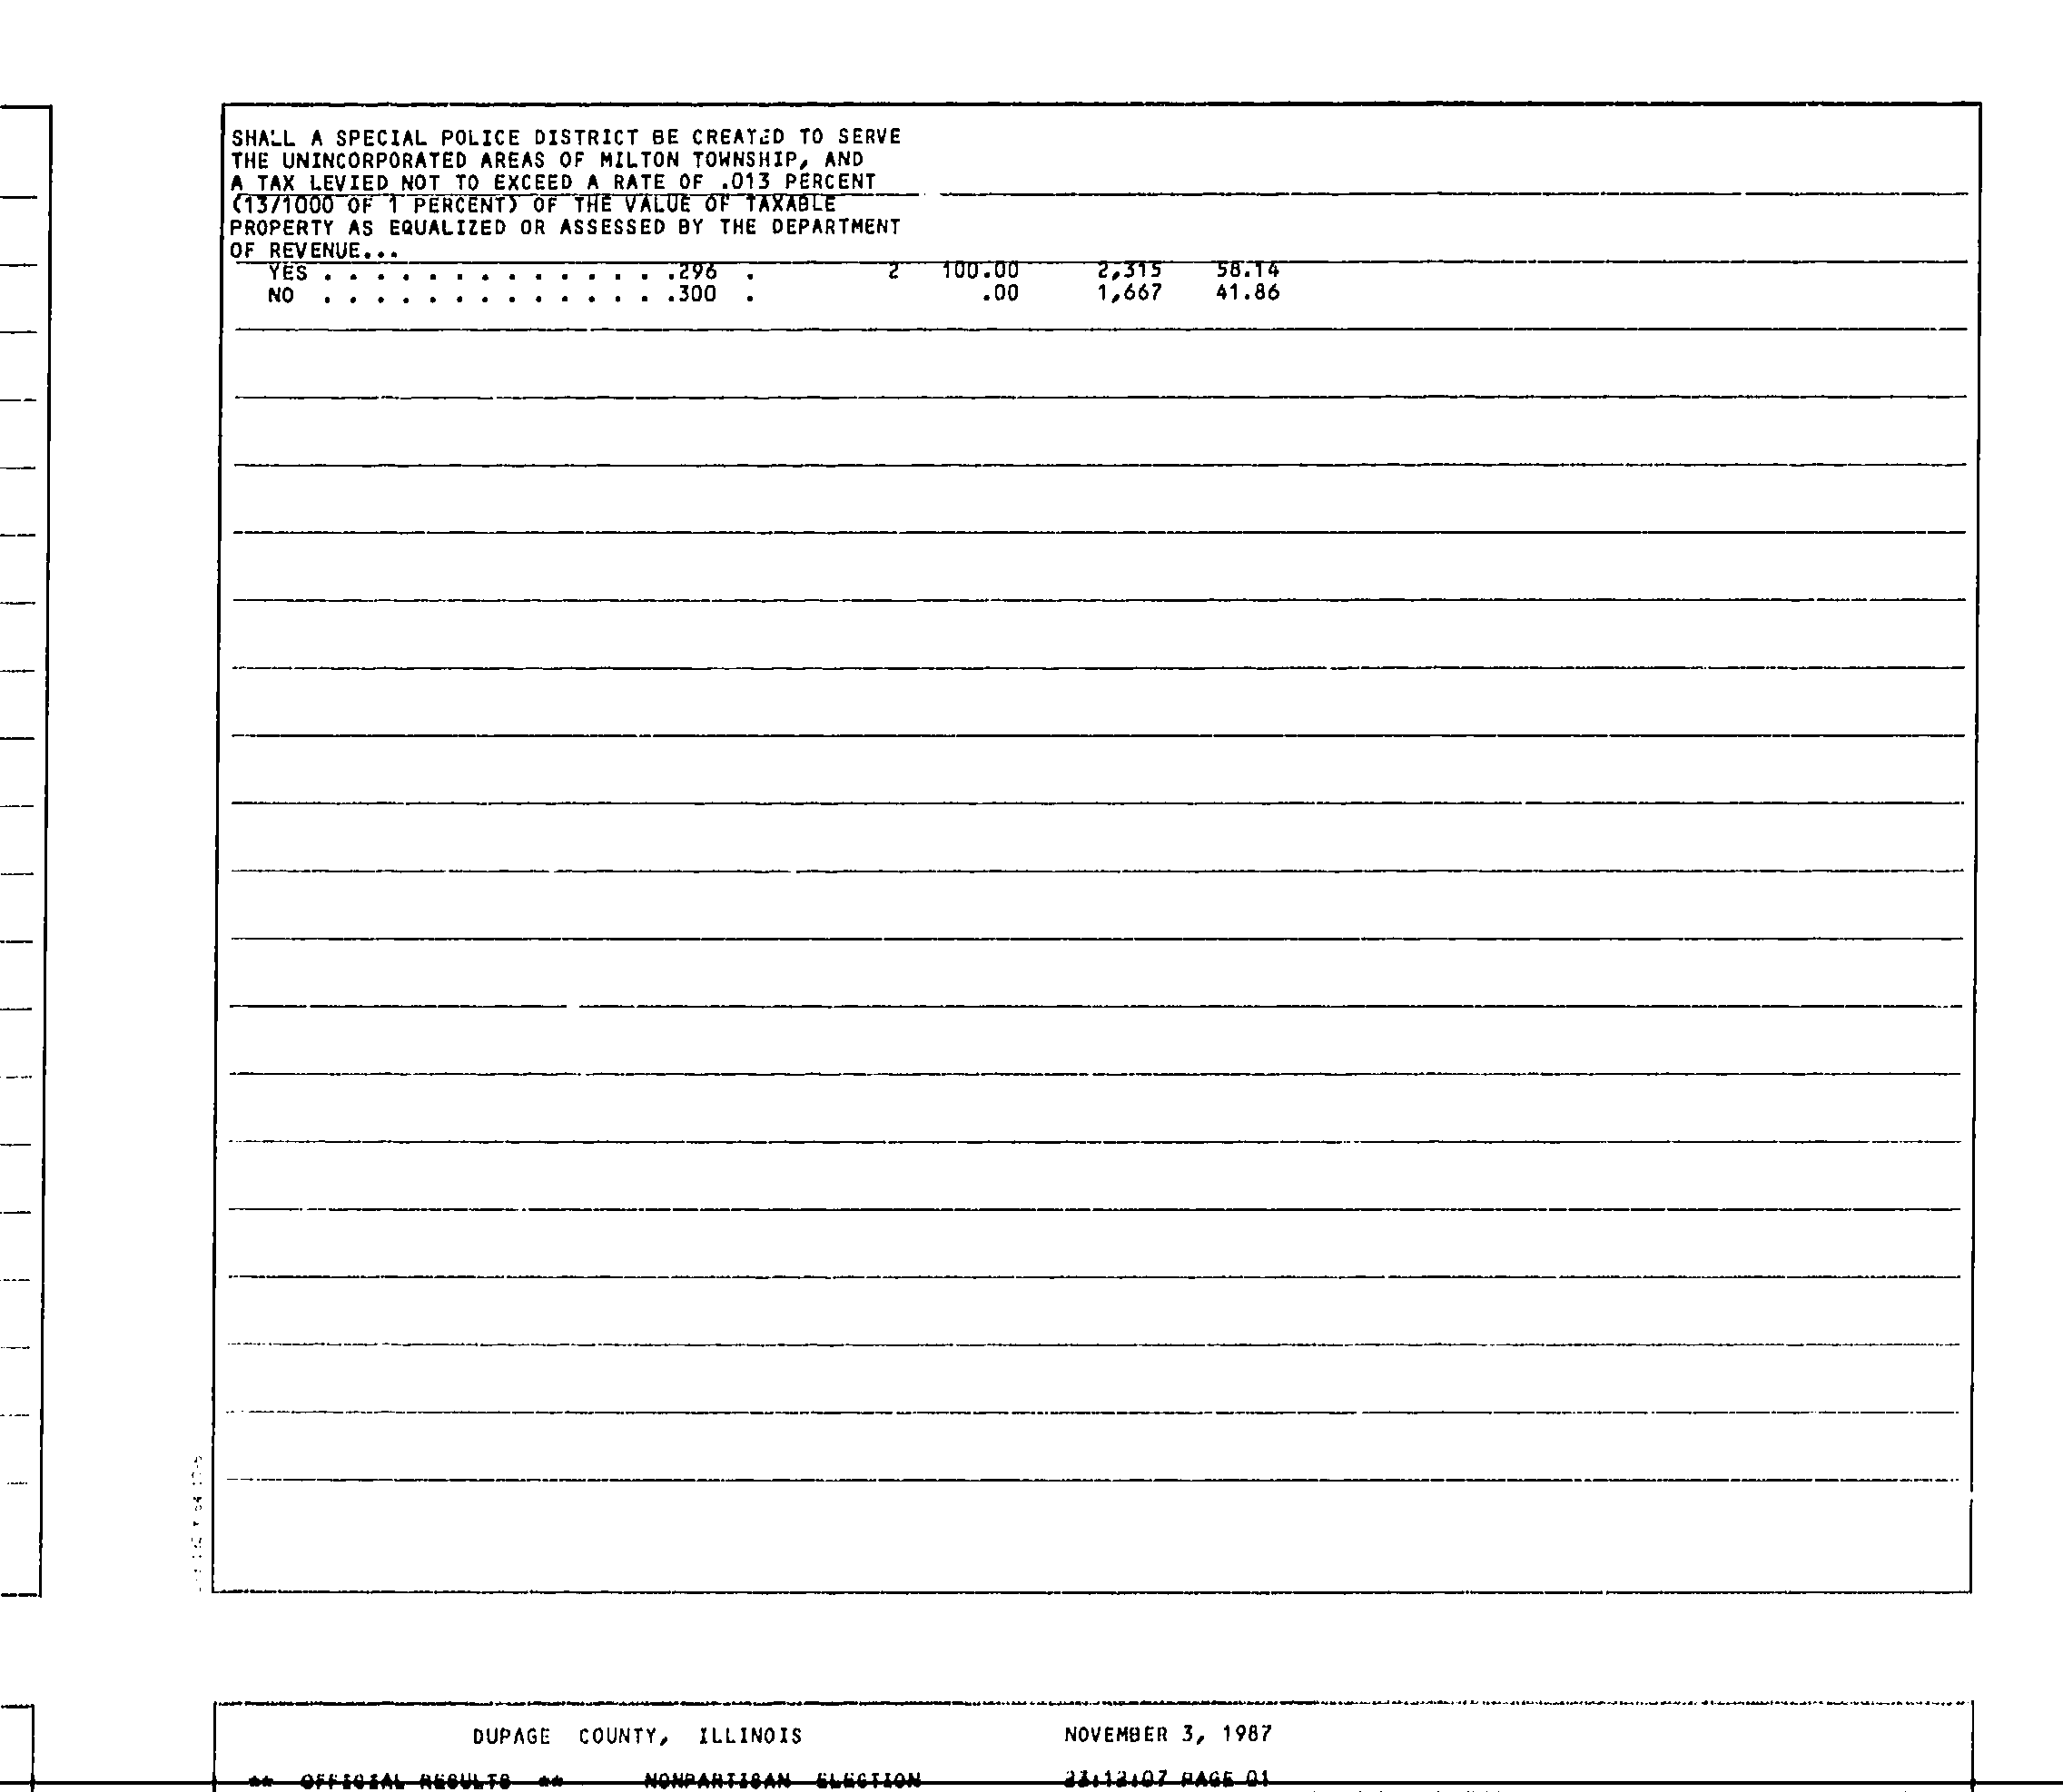 SHALL A SPECIAL POLICE DISTRICT BE CREATED TO SERVE
THE UNINCORPORATED AREAS OF MILTON TOWNSHIP, AND
A TAX LEVIED NOT TO EXCEED A RATE OF .013 PERCENT
(13/1000 OF 1 PERCENT) OF THE VALUE OF TAXABLE
PROPERTY AS EQUALIZED OR ASSESSED BY THE DEPARTMENT
OF REVENUE...
YES . . . . . . . . . . . . . .296 . 2 100.00 2,315 58.14
NO . . . . . . . . . . . . . .300 . .00 1,667 41.86
DUPAGE COUNTY, ILLINOIS NOVEMBER 3, 1987
** OFFICIAL RESULTS ** NONPARTISAN ELECTION 23:12:07 PAGE 01